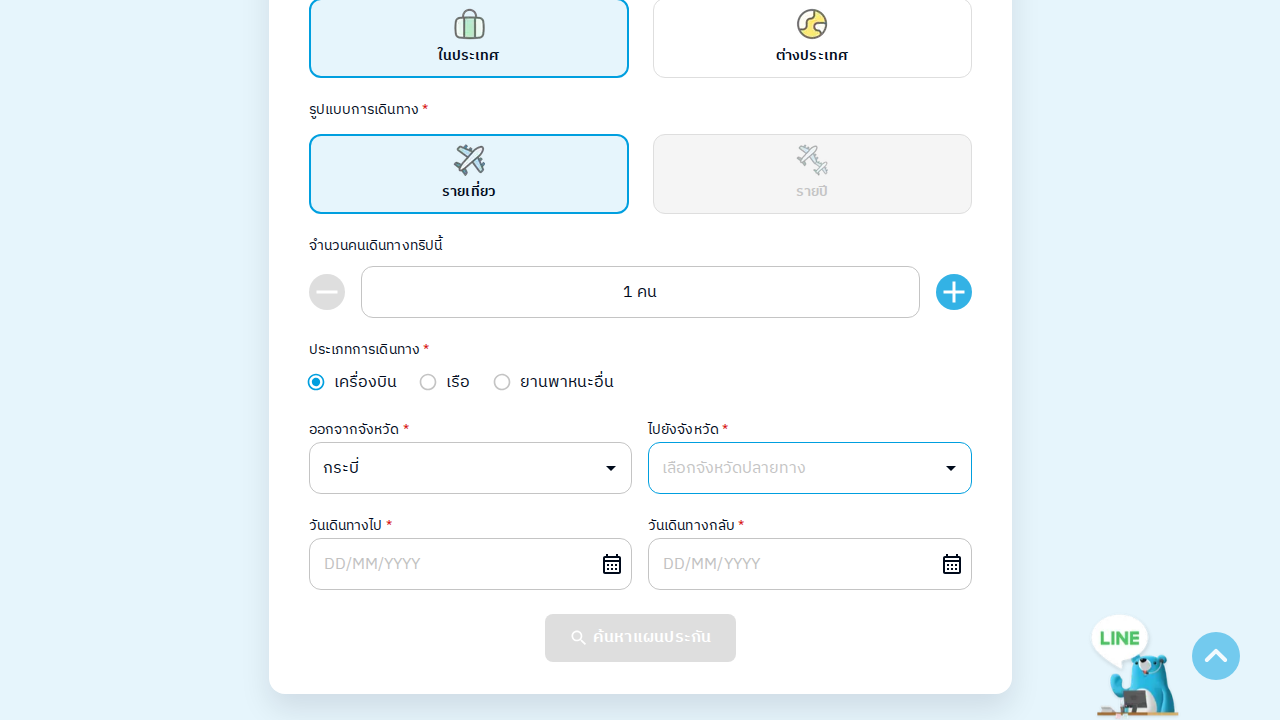 ในประเทศ
ต่างประเทศ
รูปแบบการเดินทาง *
รายเที่ยว
รายปี
จำนวนคนเดินทางทริปนี้
1 คน
ประเภทการเดินทาง *
เครื่องบิน
เรือ
ยานพาหนะอื่น
ออกจากจังหวัด *
ไปยังจังหวัด *
กระบี่
เลือกจังหวัดปลายทาง
วันเดินทางไป *
วันเดินทางกลับ *
DD/MM/YYYY
DD/MM/YYYY
ค้นหาแผนประกัน
LINE